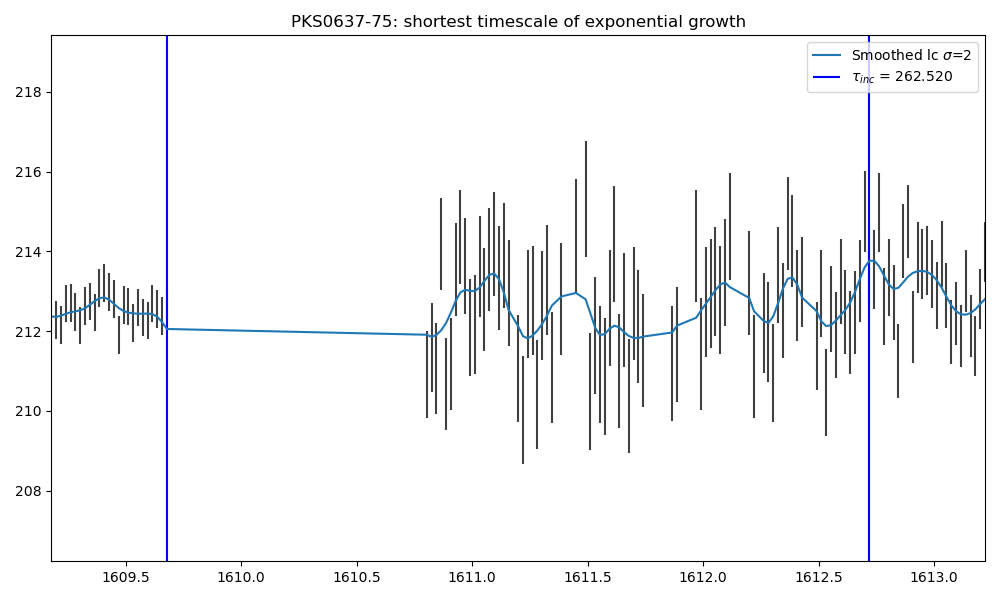 PKS0637-75: shortest timescale of exponential growth
Smoothed lc σ=2
τinc = 262.520
218
216
214
212
210
208
1609.5 1610.0 1610.5 1611.0 1611.5 1612.0 1612.5 1613.0